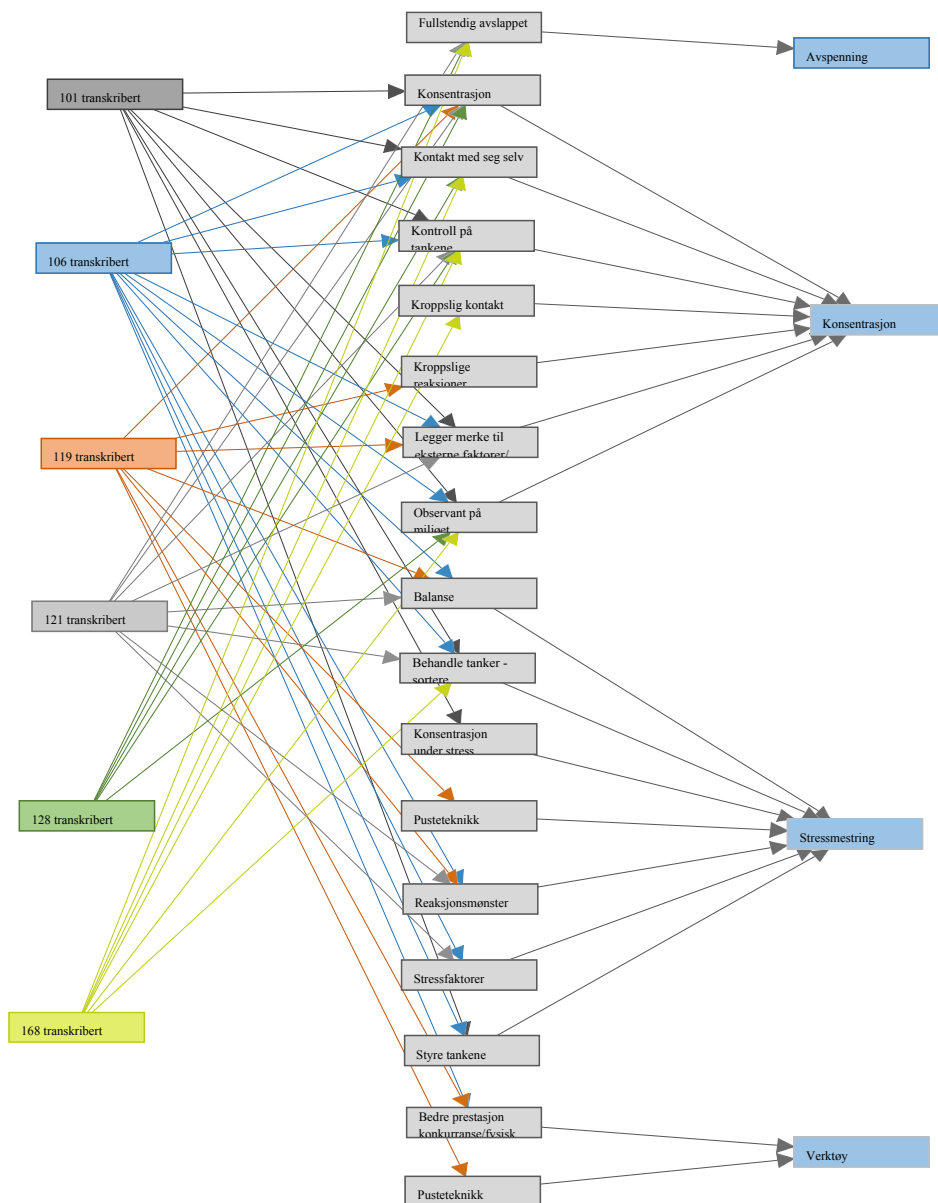 Fullstendig avslappet
Avspenning
101 transkribert
Konsentrasjon
Kontakt med seg selv
106 transkribert
Kontroll på
tankene
Kroppslig kontakt
Konsentrasjon
Kroppslige
reaksjoner
119 transkribert
Legger merke til
eksterne faktorer/
Observant på
miljøet
Balanse
121 transkribert
Behandle tanker -
sortere
Konsentrasjon
under stress
128 transkribert
Pusteteknikk
Stressmestring
Reaksjonsmønster
Stressfaktorer
168 transkribert
Styre tankene
Bedre prestasjon
konkurranse/fysisk
Verktøy
Pusteteknikk